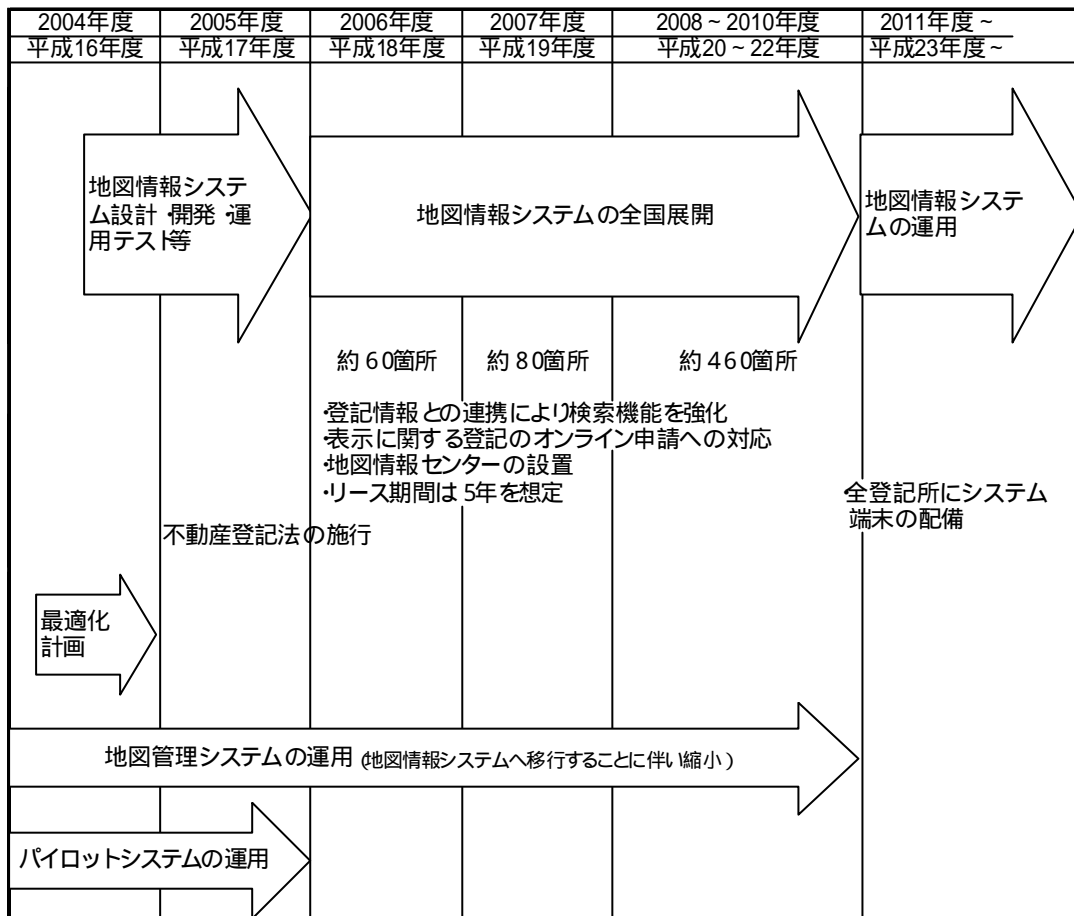 2004年度 2005年度 2006年度 2007年度 2008~2010年度 2011年度~
平成16年度 平成17年度 平成18年度 平成19年度 平成20~22年度 平成23年度~
地図情報システ
ム設計・開発・運
用テスト等
地図情報システムの全国展開
地図情報システ
ムの運用
約60箇所 約80箇所 約460箇所
・登記情報との連携により検索機能を強化
・表示に関する登記のオンライン申請への対応
・地図情報センターの設置
・リース期間は5年を想定
・全登記所にシステム
端末の配備
不動産登記法の施行
最適化
計画
地図管理システムの運用(地図情報システムへ移行することに伴い縮小)
パイロットシステムの運用